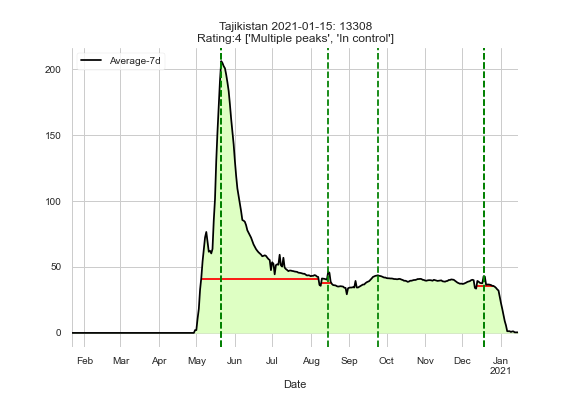 Tajikistan 2021-01-15: 13308
Rating:4 ['Multiple peaks', 'In control']
Average-7d
200
150
100
50
0
Feb Mar Apr May Jun Jul Aug Sep Oct Nov Dec Jan
2021
Date